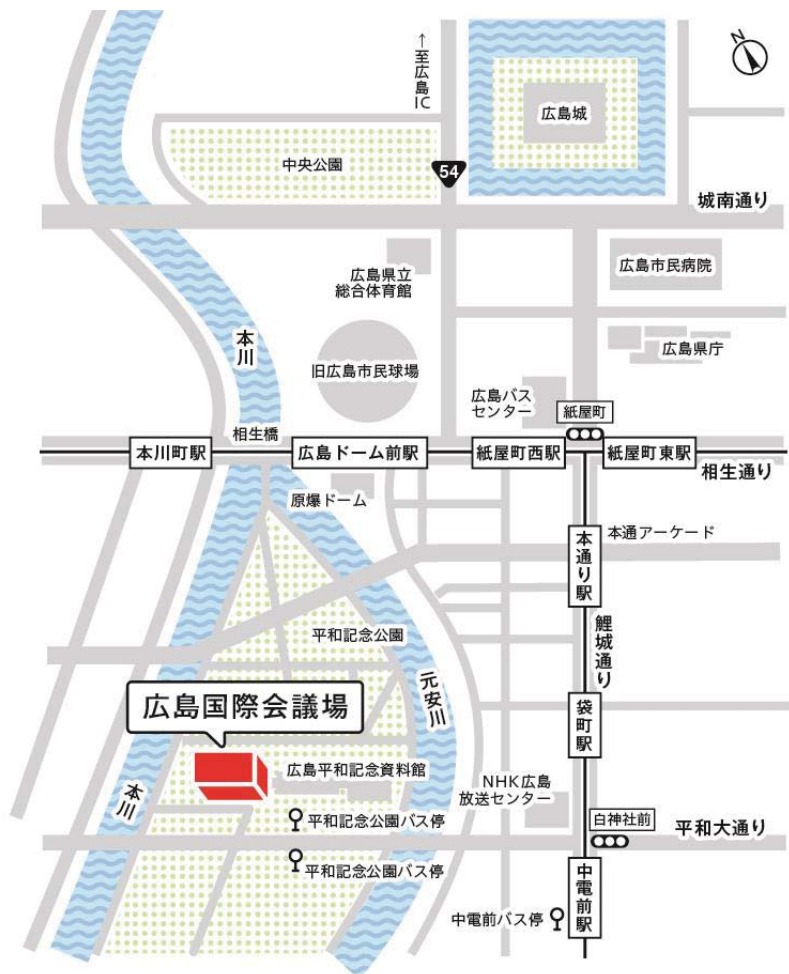 N
↑至広島IC
広島城
中央公園
54
城南通り
広島県立
総合体育館
広島市民病院
本川
旧広島市民球場
広島県庁
広島バス
センター
紙屋町
相生橋
本川町駅
広島ドーム前駅
紙屋町西駅
紙屋町東駅
相生通り
原爆ドーム
本通り駅
本通アーケード
平和記念公園
鯉城通り
元安川
広島国際会議場
袋町駅
広島平和記念資料館
本川
NHK広島
放送センター
平和記念公園バス停
白神社前
平和大通り
平和記念公園バス停
中電前駅
中電前バス停